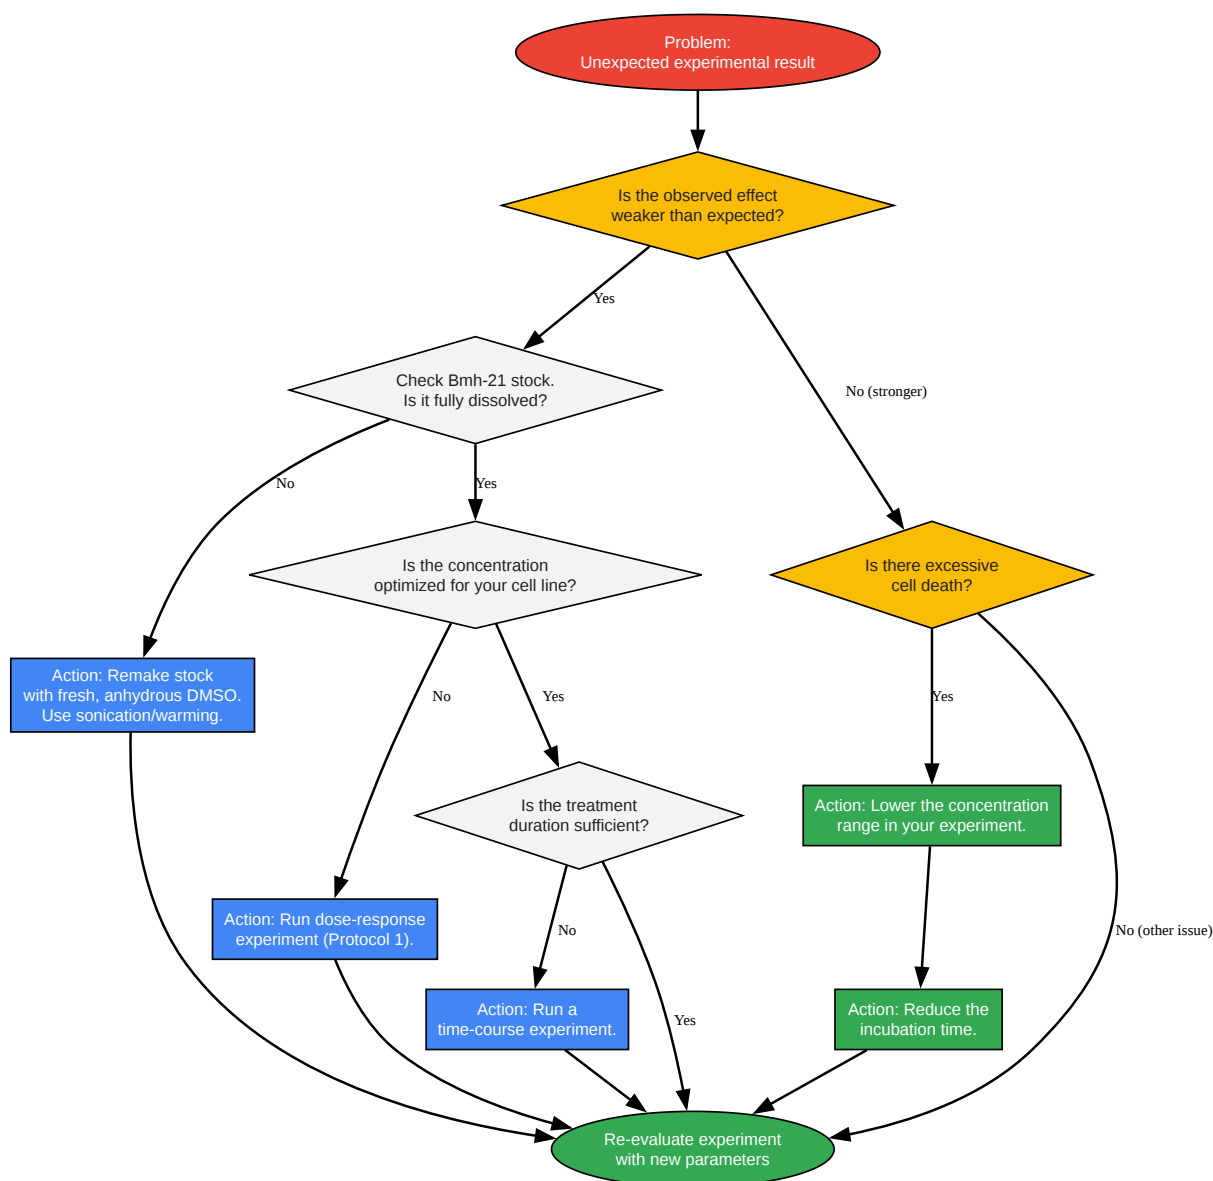 Problem:
Unexpected experimental result
Is the observed effect
weaker than expected?
Yes
Check Bmh-21 stock.
Is it fully dissolved?
No (stronger)
No
Yes
Is the concentration
optimized for your cell line?
Is there excessive
cell death?
Action: Remake stock
with fresh, anhydrous DMSO.
Use sonication/warming.
No
Yes
Yes
Is the treatment
duration sufficient?
Action: Lower the concentration
range in your experiment.
Action: Run dose-response
experiment (Protocol 1).
No
No (other issue)
Action: Run a
time-course experiment.
Yes
Action: Reduce the
incubation time.
Re-evaluate experiment
with new parameters